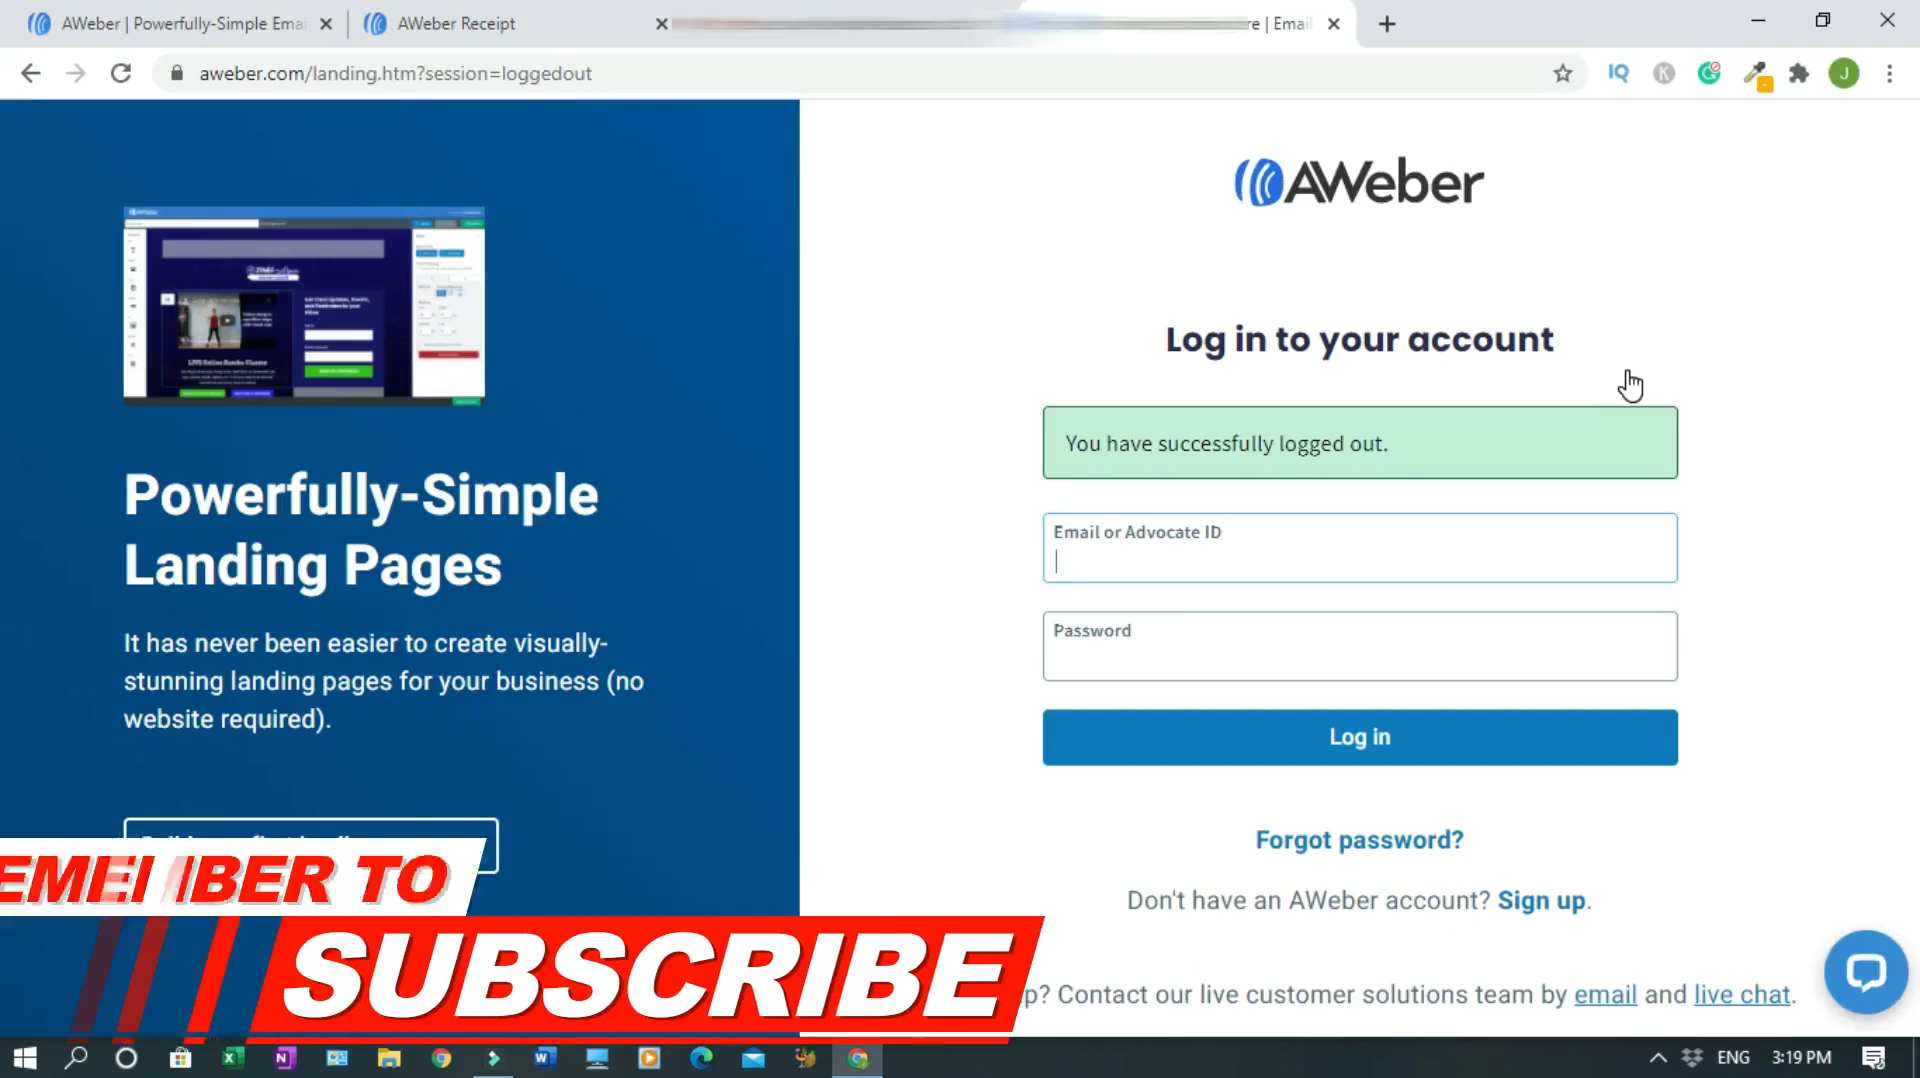 AWeber | Powerfully-Simple Emai
AWeber Receipt
re | Emai
aweber.com/landing.htm?session=loggedout
IQ
K
J
AWeber
Log in to your account
You have successfully logged out.
Email or Advocate ID
Password
Log in
Forgot password?
Don't have an AWeber account? Sign up.
p? Contact our live customer solutions team by email and live chat.
Powerfully-Simple
Landing Pages
It has never been easier to create visually-
stunning landing pages for your business (no
website required).
EMEMBER TO
SUBSCRIBE
ENG
3:19 PM